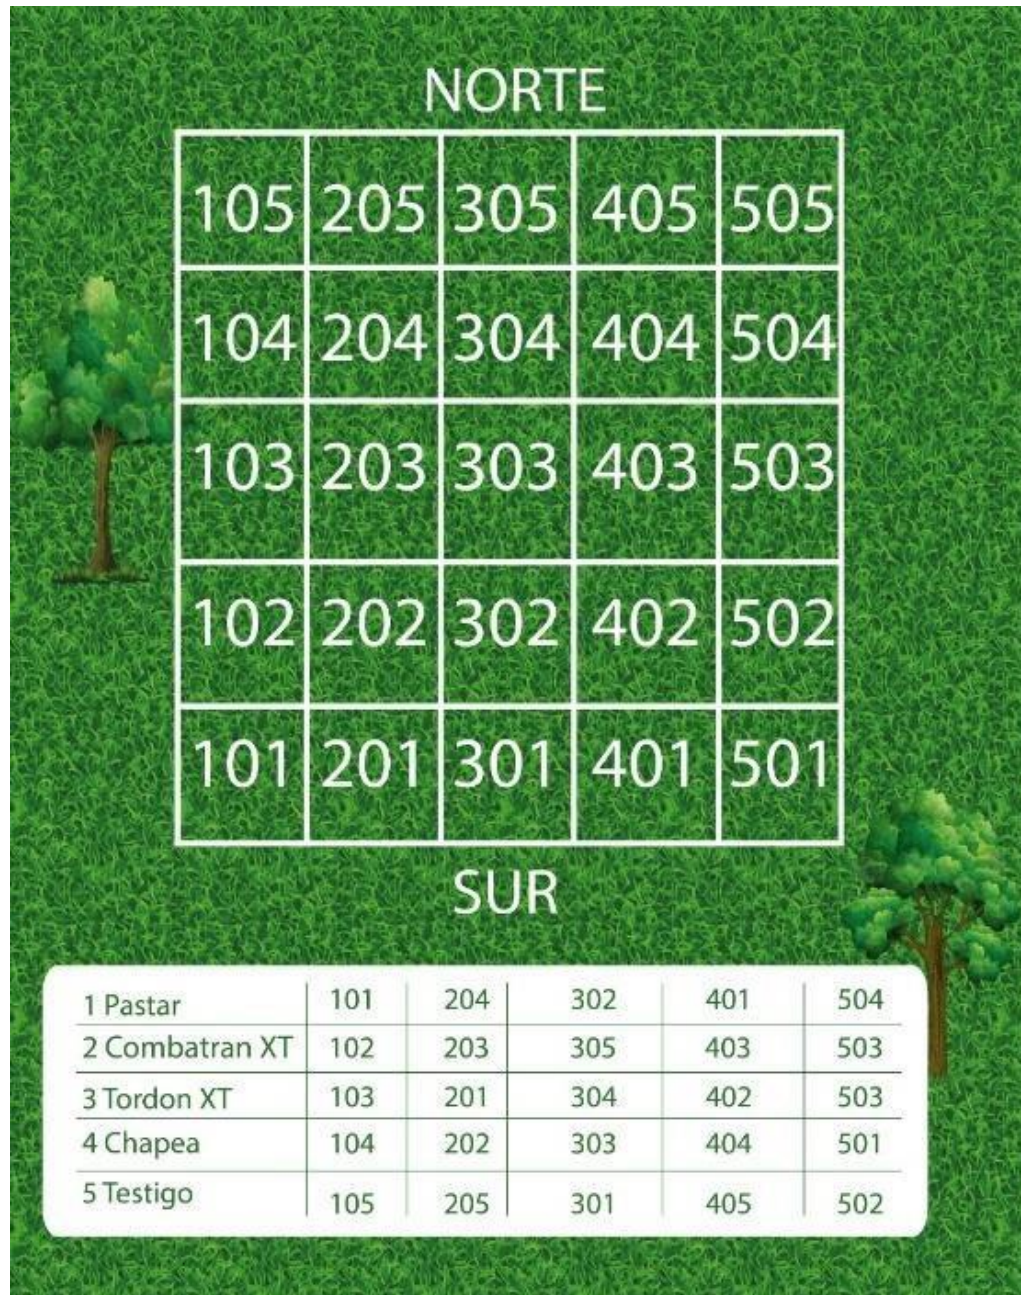 NORTE
105 205 305 405 505
104 204 304 404 504
103 203 303 403 503
102 202 302 402 502
101 201 301 401 501
SUR
1 Pastar 101 204 302 401 504
2 Combatran XT 102 203 305 403 503
3 Tordon XT 103 201 304 402 503
4 Chapea 104 202 303 404 501
5 Testigo 105 205 301 405 502